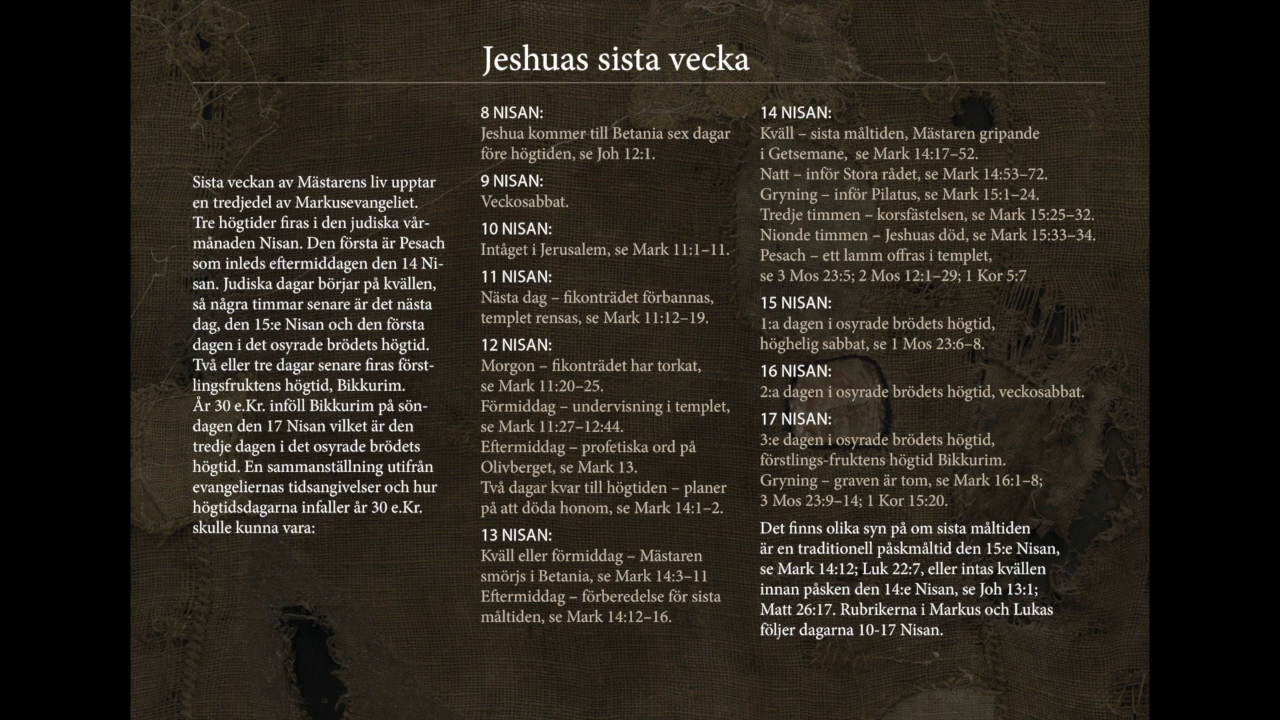 Jeshuas sista vecka
Sista veckan av Mästarens liv upptar
en tredjedel av Markusevangeliet.
Tre högtider firas i den judiska vår-
månaden Nisan. Den första är Pesach
som inleds eftermiddagen den 14 Ni-
san. Judiska dagar börjar på kvällen,
så några timmar senare är det nästa
dag, den 15:e Nisan och den första
dagen i det osyrade brödets högtid.
Två eller tre dagar senare firas först-
lingsfruktens högtid, Bikkurim.
År 30 e.Kr. inföll Bikkurim på sön-
dagen den 17 Nisan vilket är den
tredje dagen i det osyrade brödets
högtid. En sammanställning utifrån
evangeliernas tidsangivelser och hur
högtidsdagarna infaller år 30 e.Kr.
skulle kunna vara:
8 NISAN:
Jeshua kommer till Betania sex dagar
före högtiden, se Joh 12:1.
9 NISAN:
Veckosabbat.
10 NISAN:
Intåget i Jerusalem, se Mark 11:1–11.
11 NISAN:
Nästa dag – fikonträdet förbannas,
templet rensas, se Mark 11:12–19.
12 NISAN:
Morgon – fikonträdet har torkat,
se Mark 11:20–25.
Förmiddag – undervisning i templet,
se Mark 11:27–12:44.
Eftermiddag – profetiska ord på
Olivberget, se Mark 13.
Två dagar kvar till högtiden – planer
på att döda honom, se Mark 14:1–2.
13 NISAN:
Kväll eller förmiddag – Mästaren
smörjs i Betania, se Mark 14:3–11
Eftermiddag – förberedelse för sista
måltiden, se Mark 14:12–16.
14 NISAN:
Kväll – sista måltiden, Mästaren gripande
i Getsemane, se Mark 14:17–52.
Natt – inför Stora rådet, se Mark 14:53–72.
Gryning – inför Pilatus, se Mark 15:1–24.
Tredje timmen – korsfästelsen, se Mark 15:25–32.
Nionde timmen – Jeshuas död, se Mark 15:33–34.
Pesach – ett lamm offras i templet,
se 3 Mos 23:5; 2 Mos 12:1–29; 1 Kor 5:7
15 NISAN:
1:a dagen i osyrade brödets högtid,
höghelig sabbat, se 1 Mos 23:6–8.
16 NISAN:
2:a dagen i osyrade brödets högtid, veckosabbat.
17 NISAN:
3:e dagen i osyrade brödets högtid,
förstlings-fruktens högtid Bikkurim.
Gryning – graven är tom, se Mark 16:1–8;
3 Mos 23:9–14; 1 Kor 15:20.
Det finns olika syn på om sista måltiden
är en traditionell påskmåltid den 15:e Nisan,
se Mark 14:12; Luk 22:7, eller intas kvällen
innan påsken den 14:e Nisan, se Joh 13:1;
Matt 26:17. Rubrikerna i Markus och Lukas
följer dagarna 10-17 Nisan.